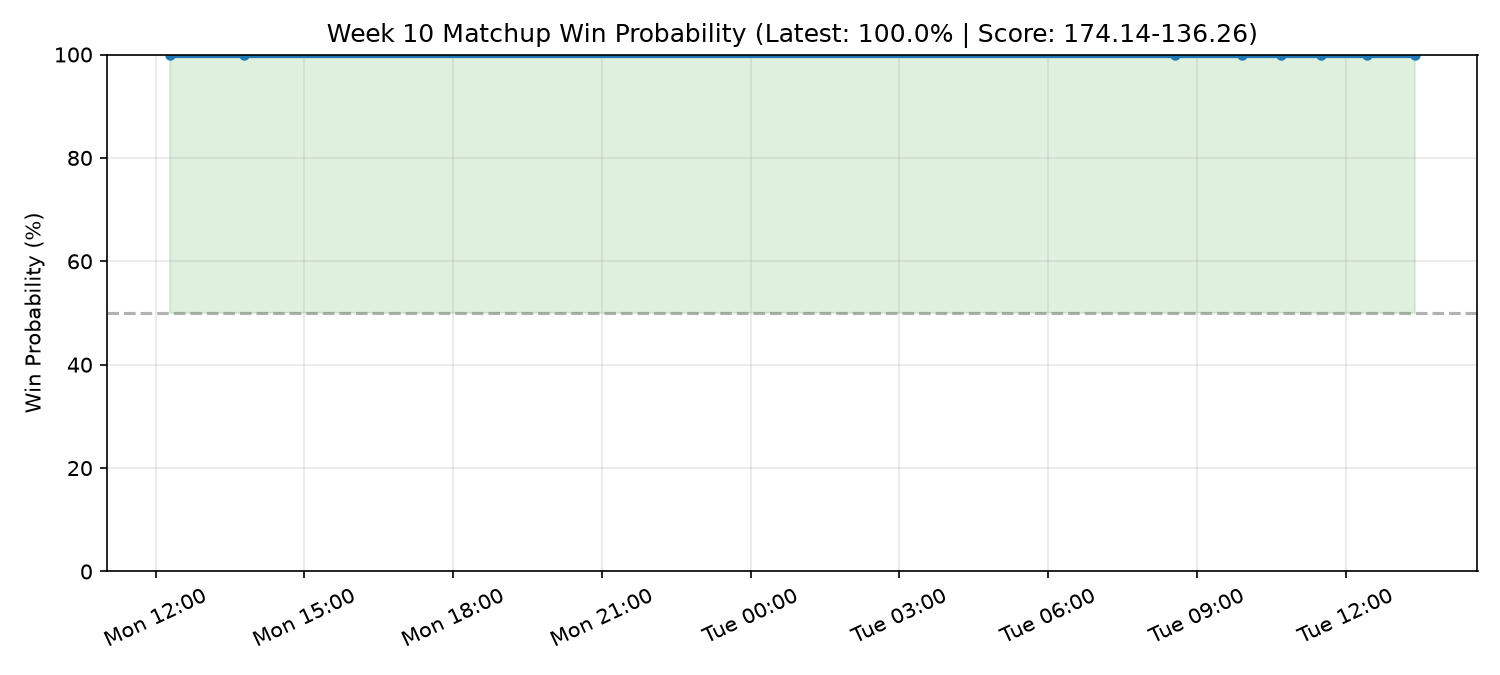 Week 10 Matchup Win Probability (Latest: 100.0% | Score: 174.14-136.26)
Win Probability (%)
100
80
60
40
20
0
Mon 12:00
Mon 15:00
Mon 18:00
Mon 21:00
Tue 00:00
Tue 03:00
Tue 06:00
Tue 09:00
Tue 12:00